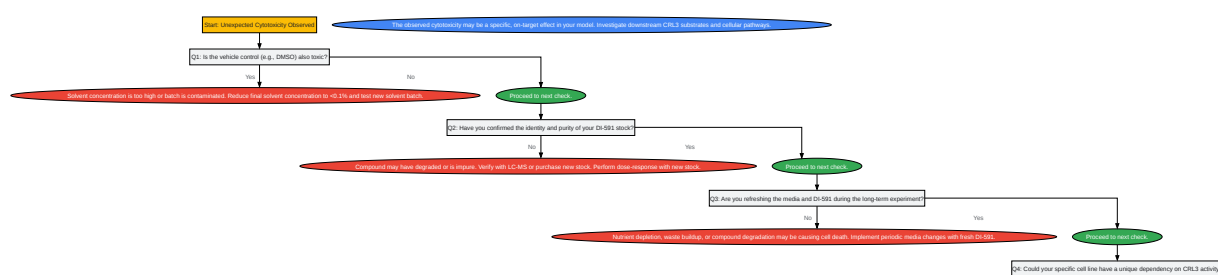 Start: Unexpected Cytotoxicity Observed
The observed cytotoxicity may be a specific, on-target effect in your model. Investigate downstream CRL3 substrates and cellular pathways.
Q1: Is the vehicle control (e.g., DMSO) also toxic?
Yes
No
Solvent concentration is too high or batch is contaminated. Reduce final solvent concentration to <0.1% and test new solvent batch.
Proceed to next check.
Q2: Have you confirmed the identity and purity of your DI-591 stock?
No
Yes
Compound may have degraded or is impure. Verify with LC-MS or purchase new stock. Perform dose-response with new stock.
Proceed to next check.
Q3: Are you refreshing the media and DI-591 during the long-term experiment?
No
Yes
Nutrient depletion, waste buildup, or compound degradation may be causing cell death. Implement periodic media changes with fresh DI-591.
Proceed to next check.
Q4: Could your specific cell line have a unique dependency on CRL3 activity